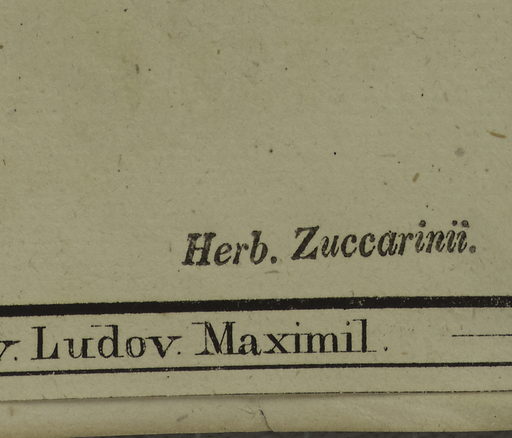 Herb. Zuccarinii.
v. Ludov. Maximil.